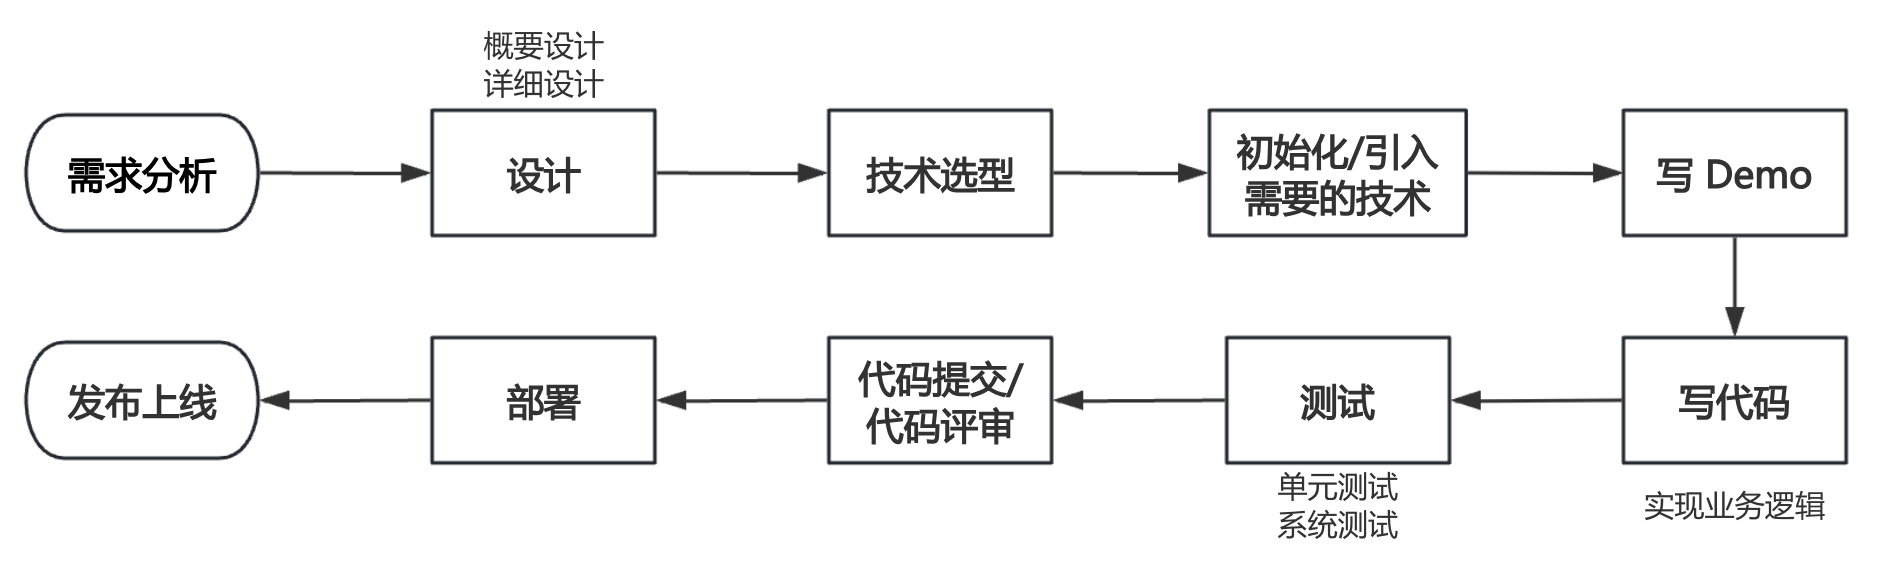 概要设计
详细设计
需求分析
设计
技术选型
初始化/引入
需要的技术
写 Demo
发布上线
部署
代码提交/
代码评审
测试
写代码
单元测试
系统测试
实现业务逻辑